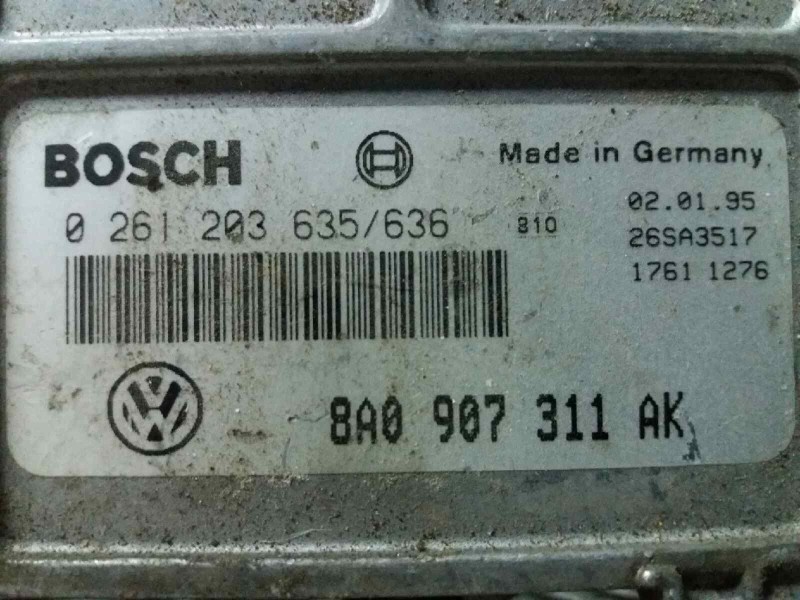 BOSCH
Made in Germany
0 261 203 635/636
810
02.01.95
26SA3517
1761 1276
VW
8A0 907 311 AK